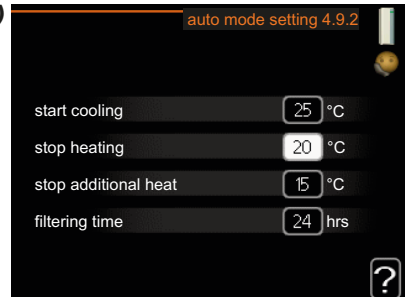 )
auto mode setting 4.9.2
start cooling 25 °C
stop heating 20 °C
stop additional heat 15 °C
filtering time 24 hrs
?